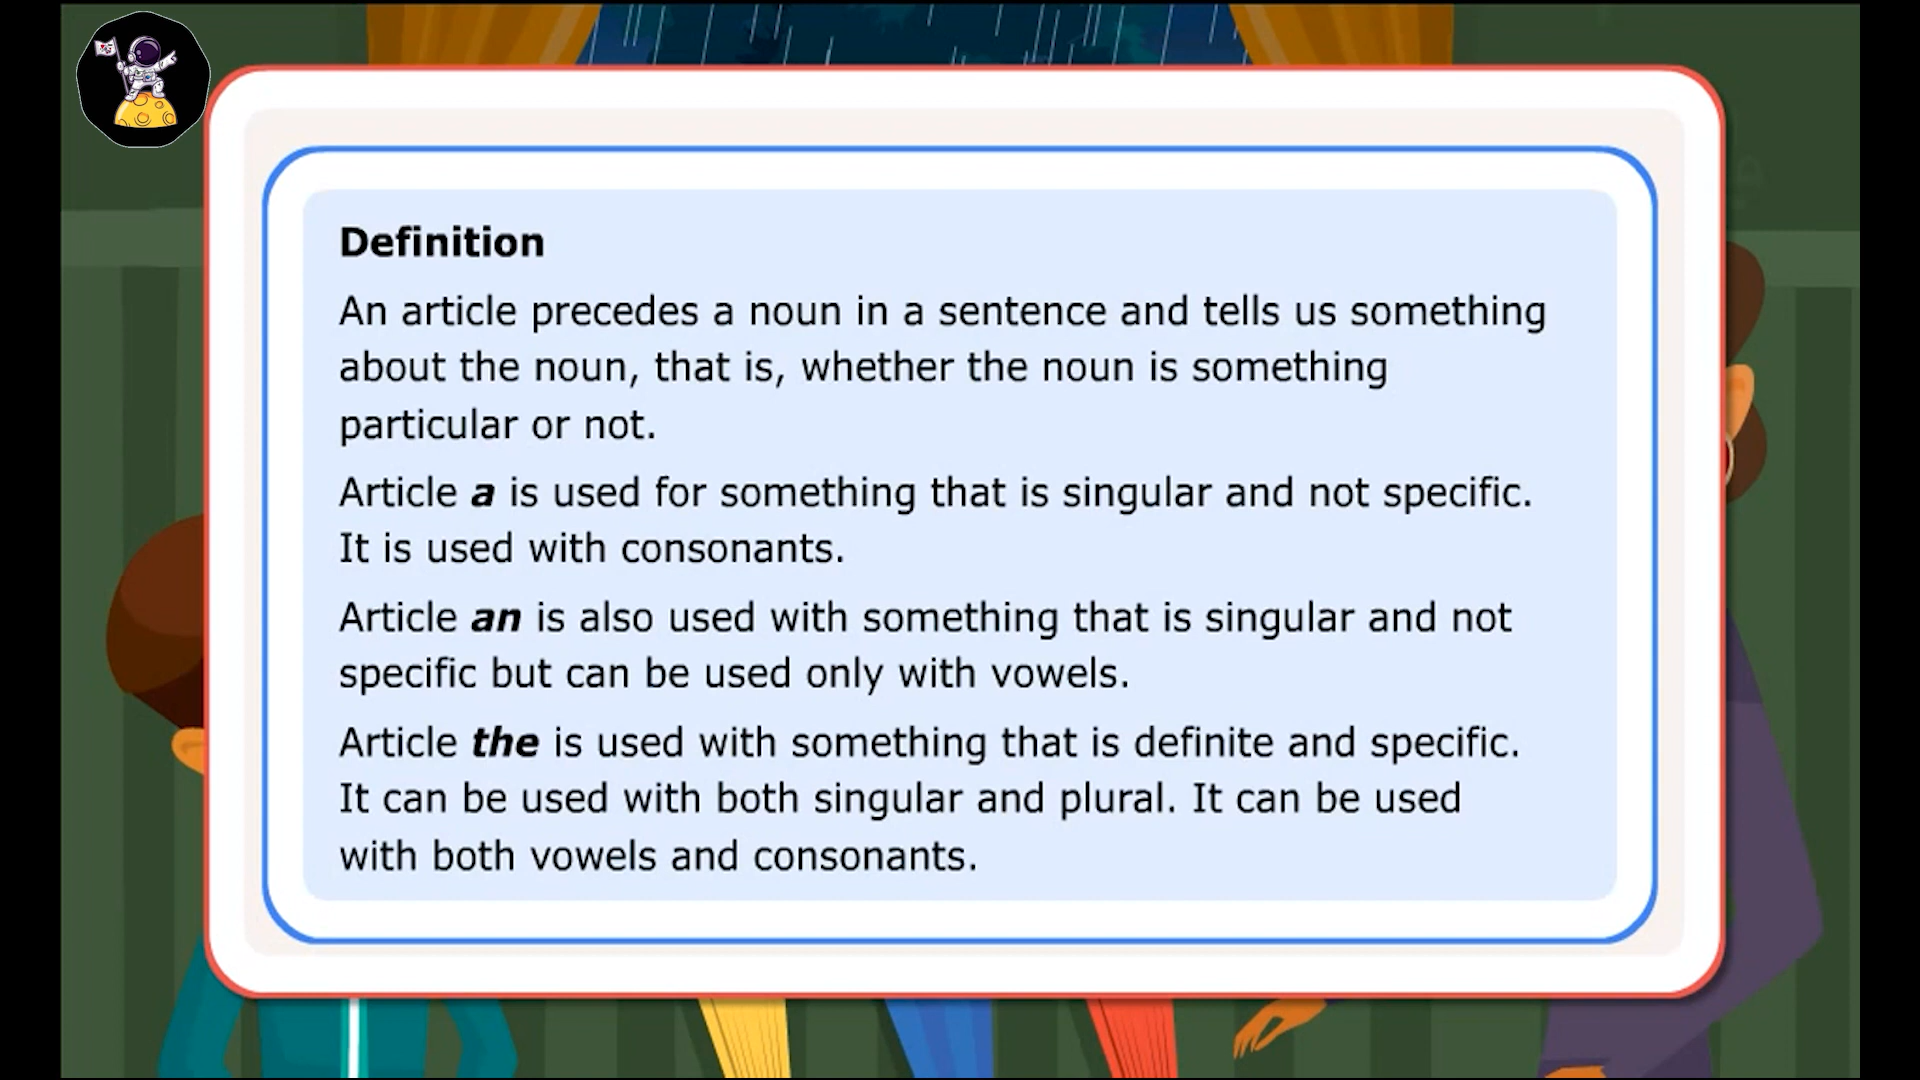 Definition
An article precedes a noun in a sentence and tells us something
about the noun, that is, whether the noun is something
particular or not.
Article a is used for something that is singular and not specific.
It is used with consonants.
Article an is also used with something that is singular and not
specific but can be used only with vowels.
Article the is used with something that is definite and specific.
It can be used with both singular and plural. It can be used
with both vowels and consonants.